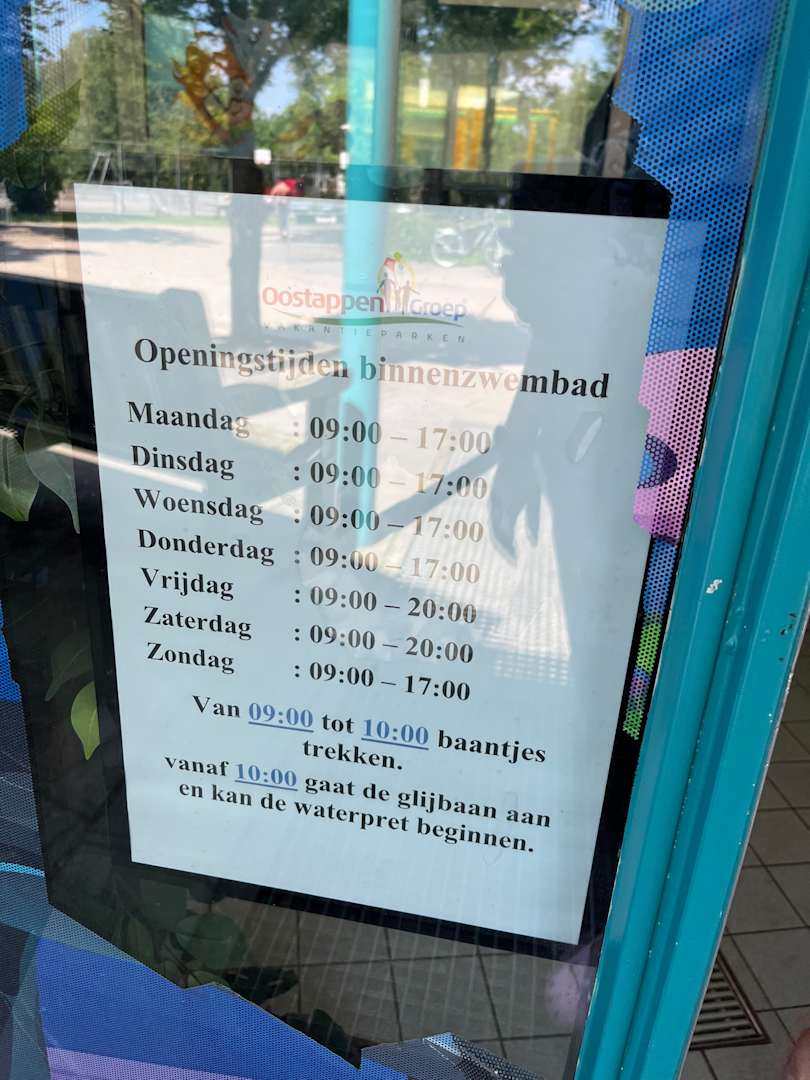 Oostappen Groep
VAKANTIEPARKEN
Openingstijden binnenzwembad
Maandag : 09:00 – 17:00
Dinsdag : 09:00 – 17:00
Woensdag : 09:00 – 17:00
Donderdag : 09:00 – 17:00
Vrijdag : 09:00 – 20:00
Zaterdag : 09:00 – 20:00
Zondag : 09:00 – 17:00
Van 09:00 tot 10:00 baantjes
trekken.
vanaf 10:00 gaat de glijbaan aan
en kan de waterpret beginnen.